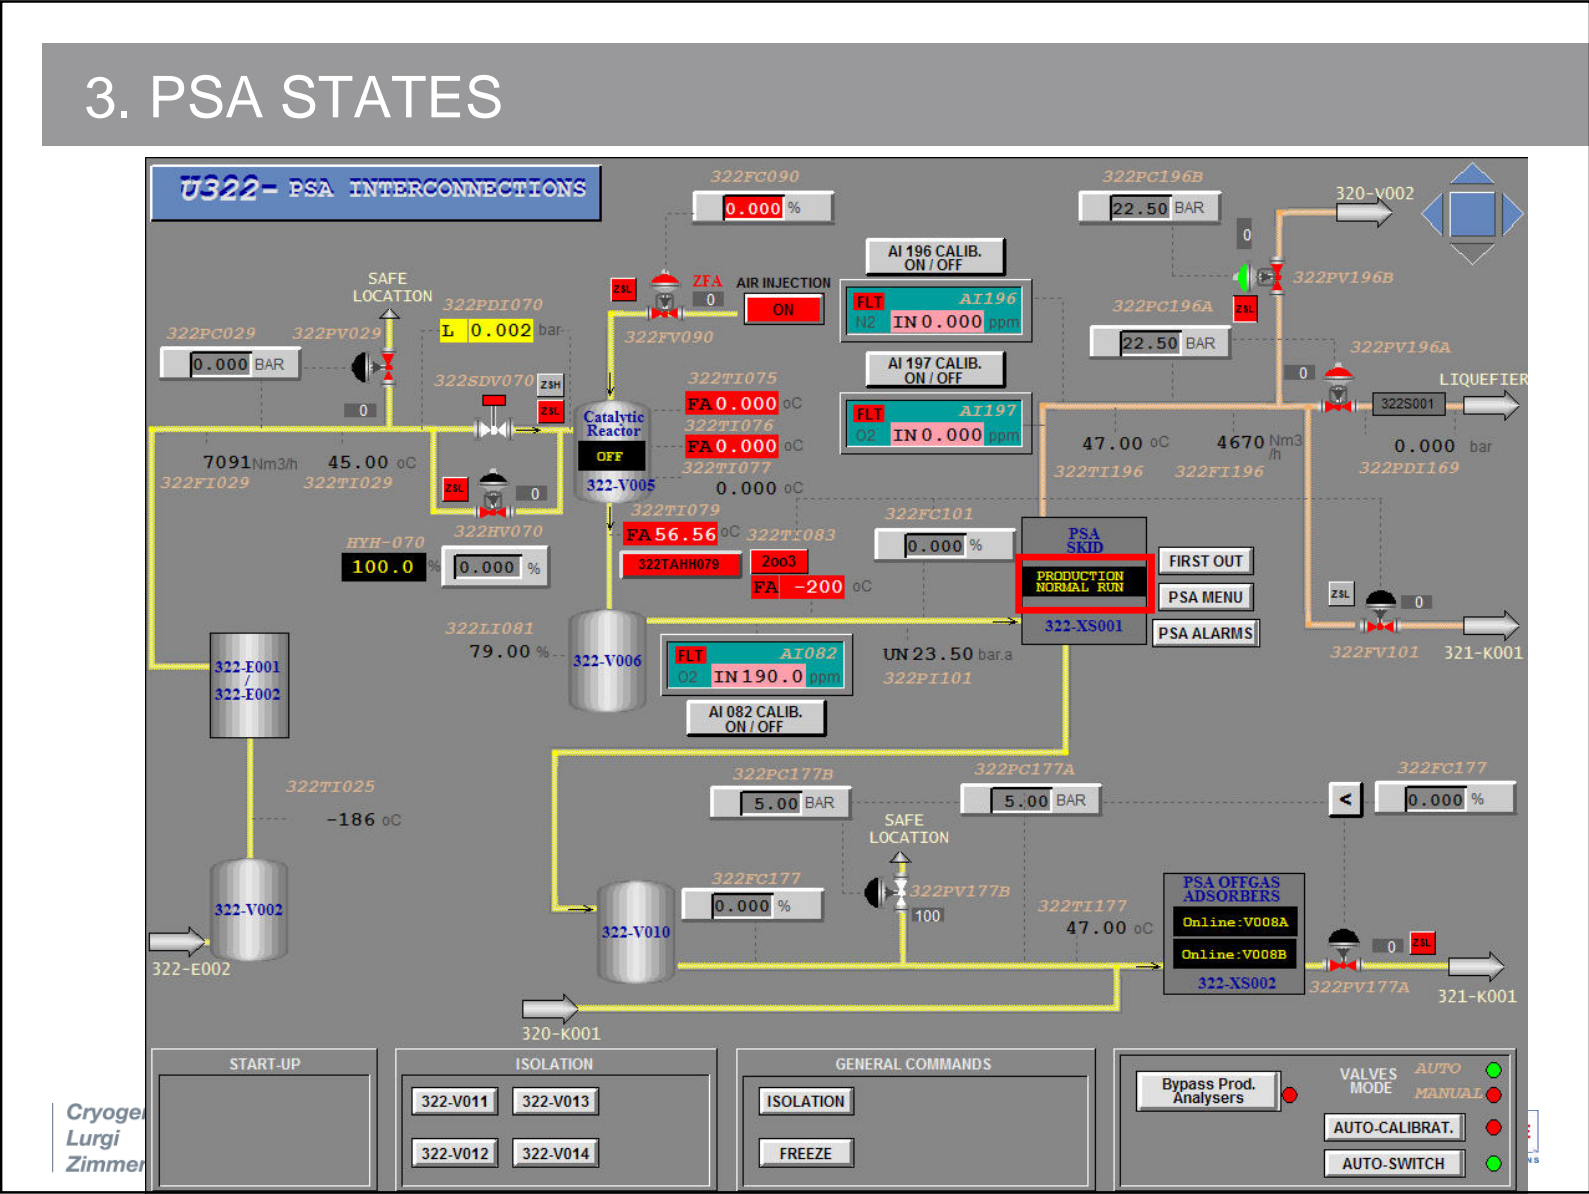 3. PSA STATES
U322- PSA INTERCONNECTIONS
322FC090
0.000 %
322PC196B
22.50 BAR
320-V002
0
322PV196B
ZSL
AI 196 CALIB.
ON / OFF
FLT AI196
N2 IN 0.000 ppm
AI 197 CALIB.
ON / OFF
FLT AI197
O2 IN 0.000 ppm
SAFE
LOCATION
322PDI070
L 0.002 bar
ZSL
ZFA
0
AIR INJECTION
ON
322FV090
322PC029
0.000 BAR
322PV029
0
322SDV070
ZSH
ZSL
322TI075
FA 0.000 oC
322TI076
FA 0.000 oC
322TI077
0.000 oC
Catalytic
Reactor
OFF
322-V005
322PC196A
22.50 BAR
322PV196A
0
LIQUEFIER
322S001
47.00 oC
322TI196
4670 Nm3
/h
322FI196
0.000 bar
322PDI169
7091 Nm3/h
322FI029
45.00 oC
322TI029
ZSL
0
322HV070
0.000 %
HYH-070
100.0 %
322TI079
FA 56.56 oC
322TAHH079
322TI083
2oo3
FA -200 oC
322FC101
0.000 %
PSA
SKID
PRODUCTION
NORMAL RUN
322-XS001
FIRST OUT
PSA MENU
PSA ALARMS
ZSL
0
322FV101
321-K001
322LI081
79.00 %
322-V006
FLT AI082
O2 IN 190.0 ppm
AI 082 CALIB.
ON / OFF
UN 23.50 bar.a
322PI101
322-E001
/
322-E002
322TI025
-186 oC
322-V002
322-E002
322PC177B
5.00 BAR
322PC177A
5.00 BAR
<
322FC177
0.000 %
SAFE
LOCATION
322FC177
0.000 %
322PV177B
100
322TI177
47.00 oC
322-V010
PSA OFFGAS
ADSORBERS
Online:V008A
Online:V008B
322-XS002
0
ZSL
322PV177A
321-K001
320-K001
START-UP
ISOLATION
322-V011 322-V013
322-V012 322-V014
GENERAL COMMANDS
ISOLATION
FREEZE
Bypass Prod.
Analysers
VALVES
MODE
AUTO
MANUAL
AUTO-CALIBRAT.
AUTO-SWITCH
Cryoge
Lurgi
Zimmer